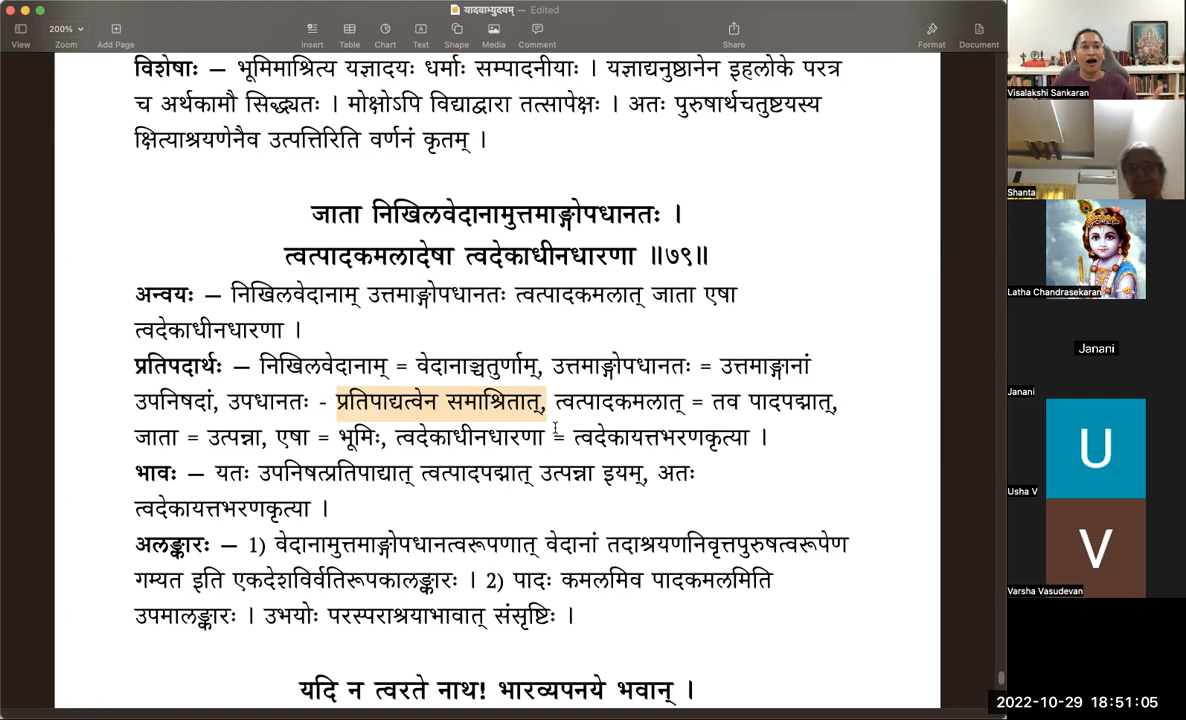 यादवाभ्युदयम् — Edited
200%
View
Zoom
Add Page
Insert
Table
Chart
Text
Shape
Media
Comment
Share
Format
Document
विशेषाः — भूमिमाश्रित्य यज्ञादयः धर्माः सम्पादनीयाः । यज्ञाद्यनुष्ठानेन इहलोके परत्र
च अर्थकामौ सिद्ध्यतः । मोक्षोऽपि विद्याद्वारा तत्सापेक्षः । अतः पुरुषार्थचतुष्टयस्य
क्षित्याश्रयणेनैव उत्पत्तिरिति वर्णनं कृतम् ।
जाता निखिलवेदानामुत्तमाङ्गोपधानतः ।
त्वत्पादकमलादेषा त्वदेकाधीनधारणा ॥७९॥
अन्वयः — निखिलवेदानाम् उत्तमाङ्गोपधानतः त्वत्पादकमलात् जाता एषा
त्वदेकाधीनधारणा ।
प्रतिपदार्थः — निखिलवेदानाम् = वेदानाञ्चतुर्णाम्, उत्तमाङ्गोपधानतः = उत्तमाङ्गानां
उपनिषदां, उपधानतः - प्रतिपाद्यत्वेन समाश्रितात्, त्वत्पादकमलात् = तव पादपद्मात्,
जाता = उत्पन्ना, एषा = भूमिः, त्वदेकाधीनधारणा = त्वदेकायत्तभरणकृत्या ।
भावः — यतः उपनिषत्प्रतिपाद्यात् त्वत्पादपद्मात् उत्पन्ना इयम्, अतः
त्वदेकायत्तभरणकृत्या ।
अलङ्कारः — 1) वेदानामुत्तमाङ्गोपधानत्वरूपणात् वेदानां तदाश्रयणनिवृत्तपुरुषत्वरूपेण
गम्यत इति एकदेशविर्वतिरूपकालङ्कारः । 2) पादः कमलमिव पादकमलमिति
उपमालङ्कारः । उभयोः परस्पराश्रयाभावात् संसृष्टिः ।
यदि न त्वरते नाथ! भारव्यपनये भवान् ।
Visalakshi Sankaran
Shanta
Latha Chandrasekaran
Janani
Janani
U
Usha V
V
Varsha Vasudevan
2022-10-29 18:51:05